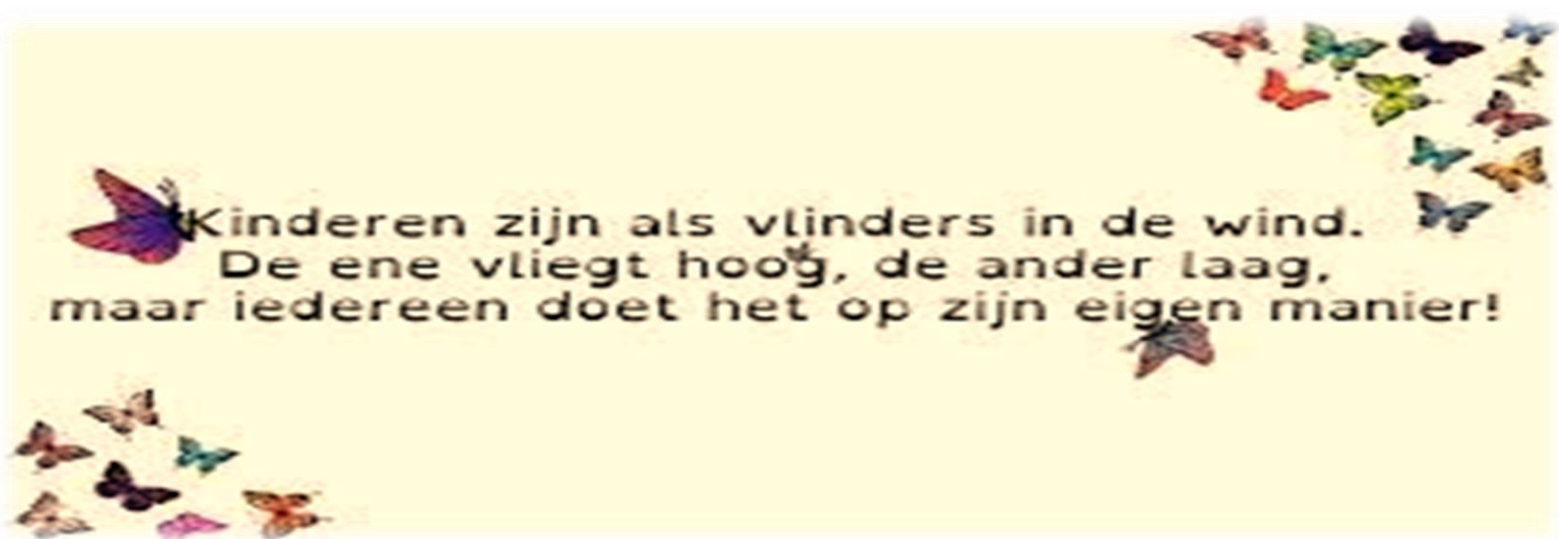 Kinderen zijn als vlinders in de wind.
De ene vliegt hoog, de ander laag,
maar iedereen doet het op zijn eigen manier!